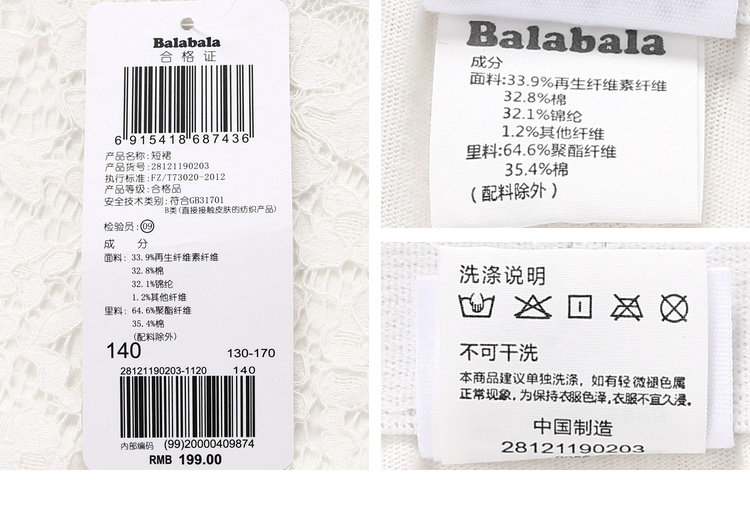 Balabala
合格证
6 915418 687436
产品名称:短裙
产品货号:28121190203
执行标准:FZ/T73020-2012
产品等级:合格品
安全技术类别:符合GB31701
B类(直接接触皮肤的纺织产品)
检验员:09
成 分
面料:33.9%再生纤维素纤维
32.8%棉
32.1%锦纶
1.2%其他纤维
里料:64.6%聚酯纤维
35.4%棉
(配料除外)
140 130-170
28121190203-1120 140
内部编码 (99)20000409874
RMB 199.00
Balabala
成分
面料:33.9%再生纤维素纤维
32.8%棉
32.1%锦纶
1.2%其他纤维
里料:64.6%聚酯纤维
35.4%棉
(配料除外)
洗涤说明
不可干洗
本商品建议单独洗涤，如有轻微褪色属
正常现象，为保持衣服色泽，衣服不宜久浸。
中国制造
28121190203